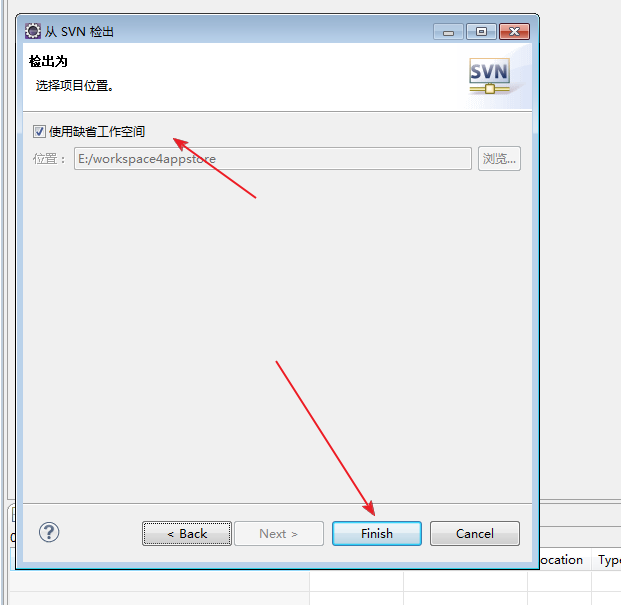 从 SVN 检出
检出为
选择项目位置。
SVN
使用缺省工作空间
位置：
E:/workspace4appstore
浏览...
?
< Back
Next >
Finish
Cancel
ocation
Type